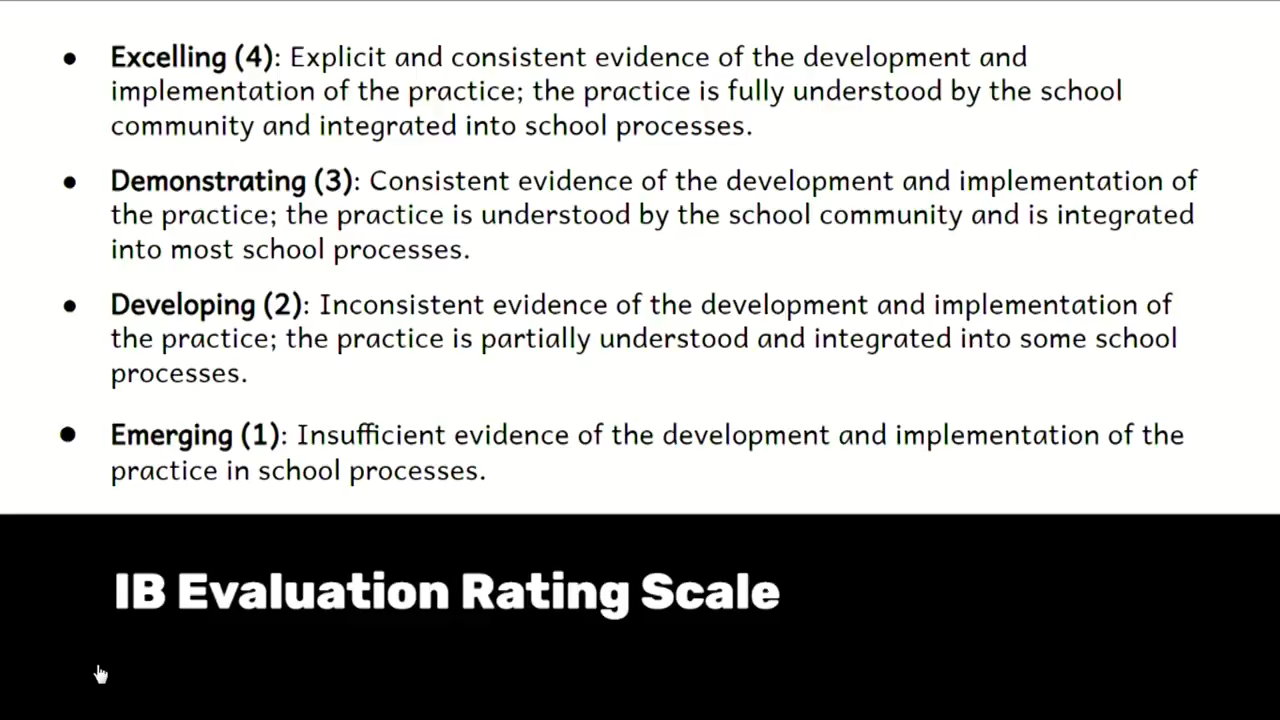 ● Excelling (4): Explicit and consistent evidence of the development and
implementation of the practice; the practice is fully understood by the school
community and integrated into school processes.
● Demonstrating (3): Consistent evidence of the development and implementation of
the practice; the practice is understood by the school community and is integrated
into most school processes.
● Developing (2): Inconsistent evidence of the development and implementation of
the practice; the practice is partially understood and integrated into some school
processes.
● Emerging (1): Insufficient evidence of the development and implementation of the
practice in school processes.
IB Evaluation Rating Scale